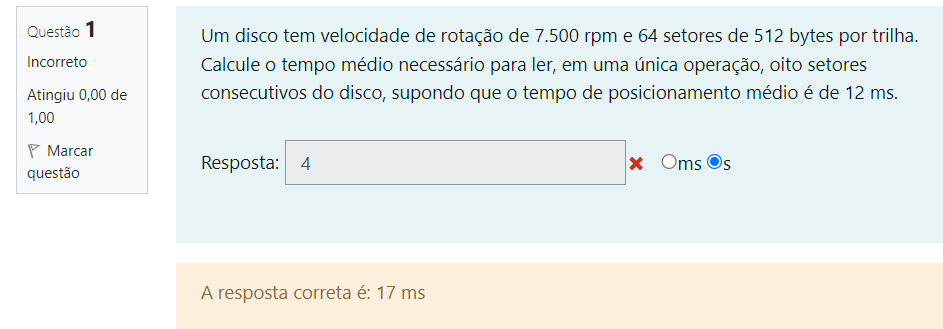 Questão 1
Incorreto
Atingiu 0,00 de
1,00
Marcar
questão
Um disco tem velocidade de rotação de 7.500 rpm e 64 setores de 512 bytes por trilha.
Calcule o tempo médio necessário para ler, em uma única operação, oito setores
consecutivos do disco, supondo que o tempo de posicionamento médio é de 12 ms.
Resposta: 4 ms s
A resposta correta é: 17 ms